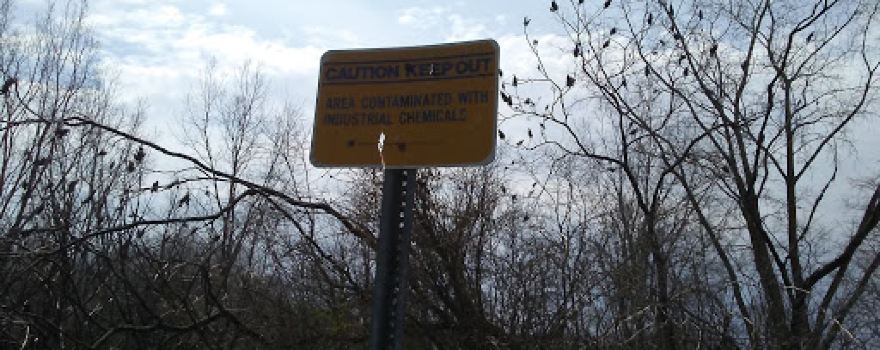 CAUTION KEEP OUT
AREA CONTAMINATED WITH
INDUSTRIAL CHEMICALS